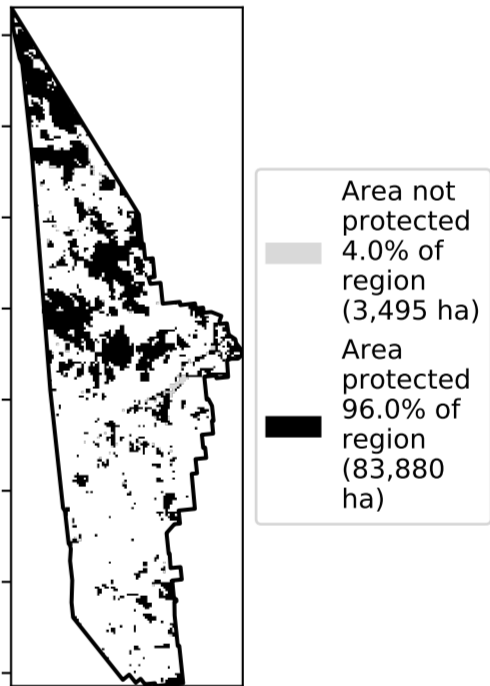 Area not
protected
4.0% of
region
(3,495 ha)
Area
protected
96.0% of
region
(83,880
ha)